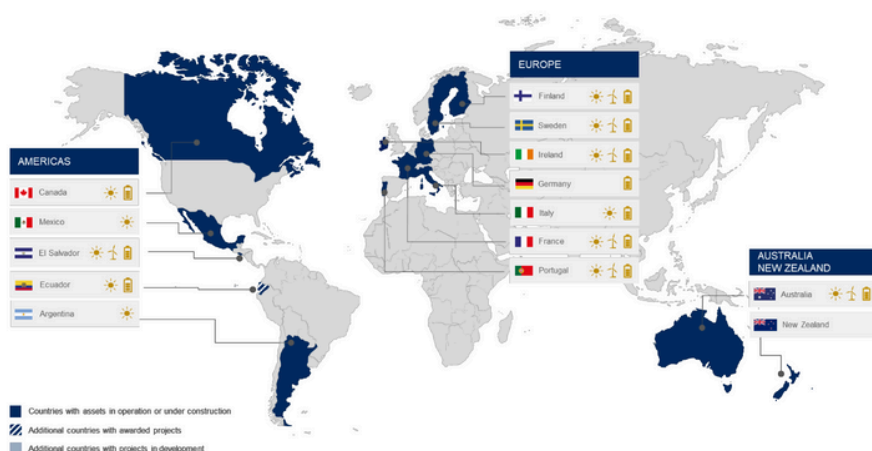 EUROPE
Finland
Sweden
Ireland
Germany
Italy
France
Portugal
AMERICAS
Canada
Mexico
El Salvador
Ecuador
Argentina
AUSTRALIA
NEW ZEALAND
Australia
New Zealand
Countries with assets in operation or under construction
Additional countries with awarded projects
Additional countries with projects in development